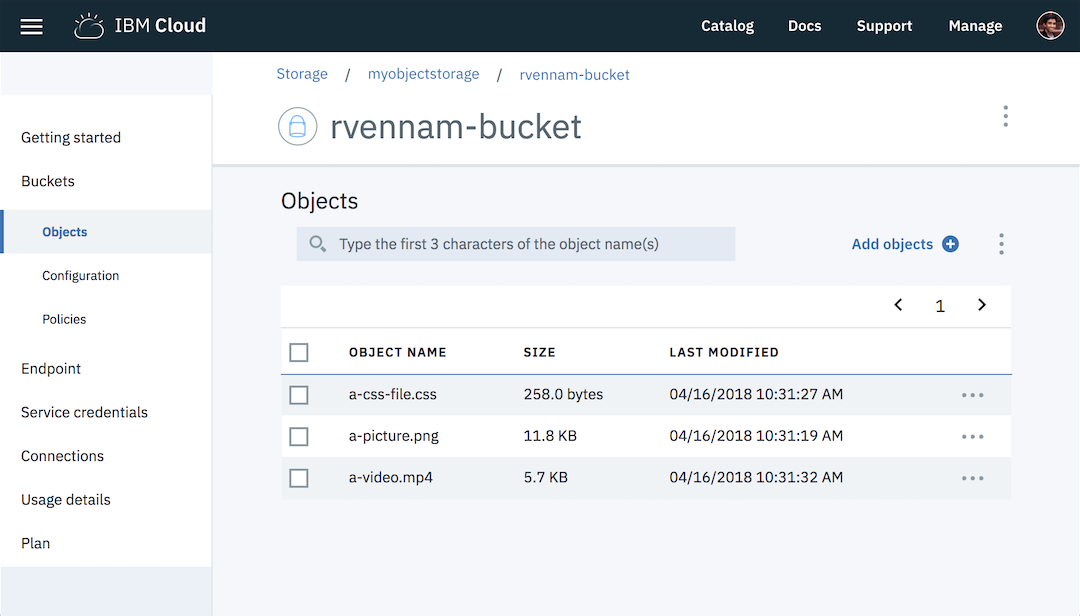 IBM Cloud Catalog Docs Support Manage
Storage / myobjectstorage / rvennam-bucket
rvennam-bucket
Getting started
Buckets
Objects
Configuration
Policies
Endpoint
Service credentials
Connections
Usage details
Plan
Objects
Type the first 3 characters of the object name(s)
Add objects
1
OBJECT NAME SIZE LAST MODIFIED
a-css-file.css 258.0 bytes 04/16/2018 10:31:27 AM
a-picture.png 11.8 KB 04/16/2018 10:31:19 AM
a-video.mp4 5.7 KB 04/16/2018 10:31:32 AM